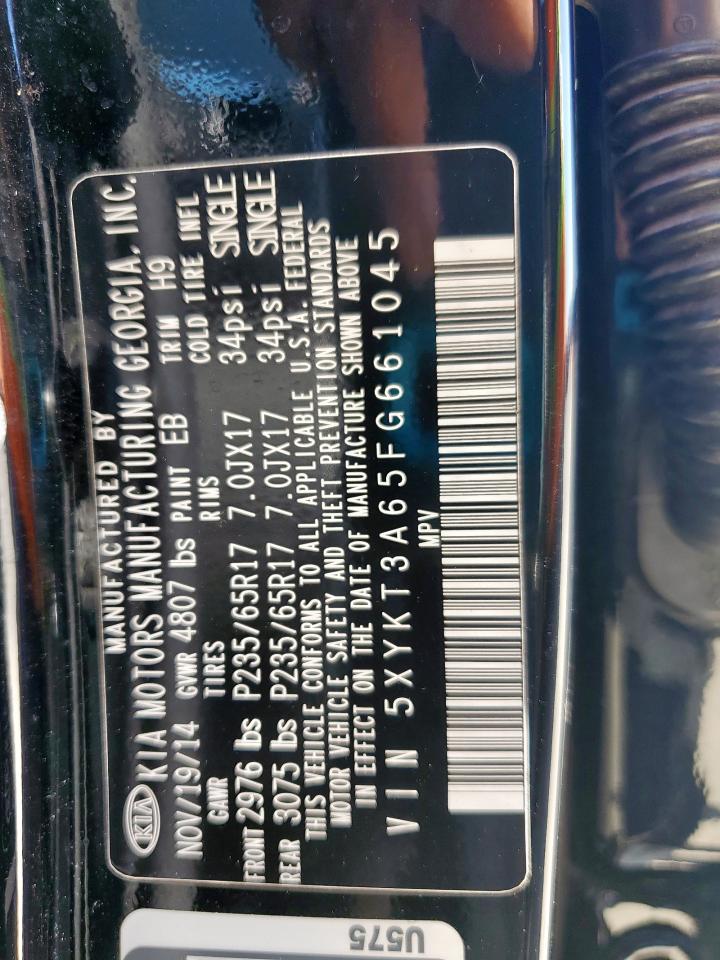 MANUFACTURED BY
KIA KIA MOTORS MANUFACTURING GEORGIA, INC.
NOV/19/14 GVWR 4807 lbs PAINT EB TRIM H9
GAWR TIRES RIMS COLD TIRE INFL
FRONT 2976 lbs P235/65R17 7.0JX17 34psi SINGLE
REAR 3075 lbs P235/65R17 7.0JX17 34psi SINGLE
THIS VEHICLE CONFORMS TO ALL APPLICABLE U.S.A. FEDERAL
MOTOR VEHICLE SAFETY AND THEFT PREVENTION STANDARDS
IN EFFECT ON THE DATE OF MANUFACTURE SHOWN ABOVE
VIN 5XYKT3A65FG661045
MPV
U575